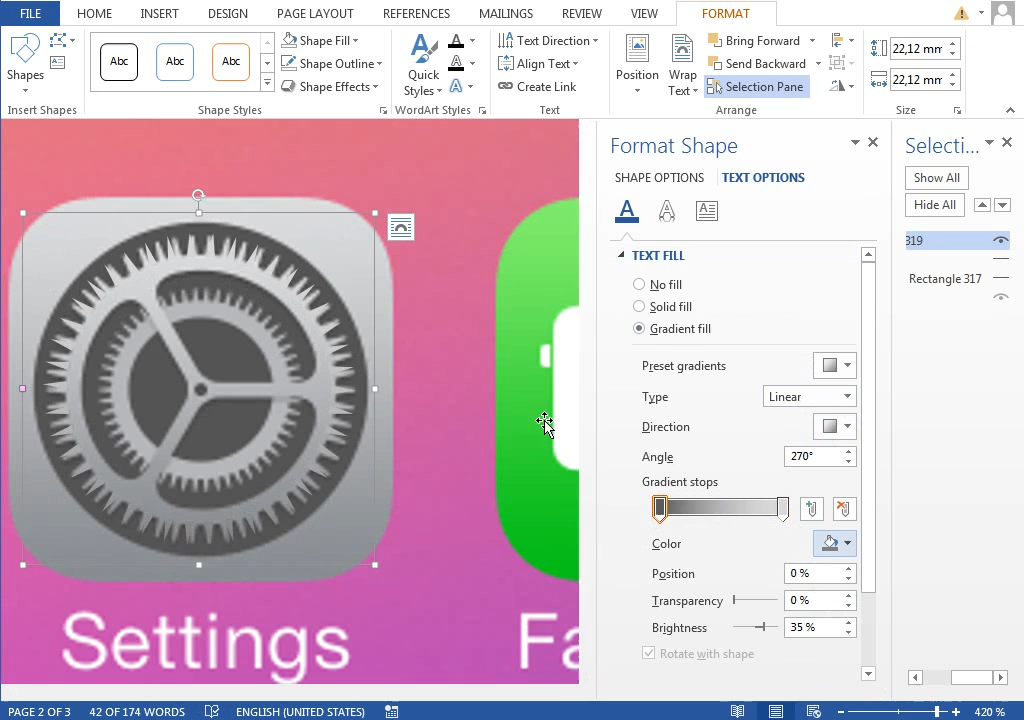 FILE HOME INSERT DESIGN PAGE LAYOUT REFERENCES MAILINGS REVIEW VIEW FORMAT
Shapes
Insert Shapes
Abc Abc Abc
Shape Fill
Shape Outline
Shape Effects
Shape Styles
Quick Styles
WordArt Styles
Text Direction
Align Text
Create Link
Text
Position
Wrap Text
Bring Forward
Send Backward
Selection Pane
Arrange
22,12 mm
22,12 mm
Size
Settings
Fa
Format Shape
SHAPE OPTIONS TEXT OPTIONS
TEXT FILL
No fill
Solid fill
Gradient fill
Preset gradients
Type Linear
Direction
Angle 270°
Gradient stops
Color
Position 0 %
Transparency 0 %
Brightness 35 %
Rotate with shape
Selecti...
Show All
Hide All
319
Rectangle 317
PAGE 2 OF 3 42 OF 174 WORDS ENGLISH (UNITED STATES) 420 %